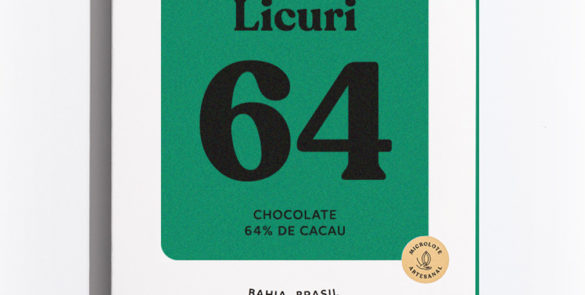 Licuri
64
CHOCOLATE
64% DE CACAU
MICROLOTE
ARTESANAL
BAHIA, BRASIL